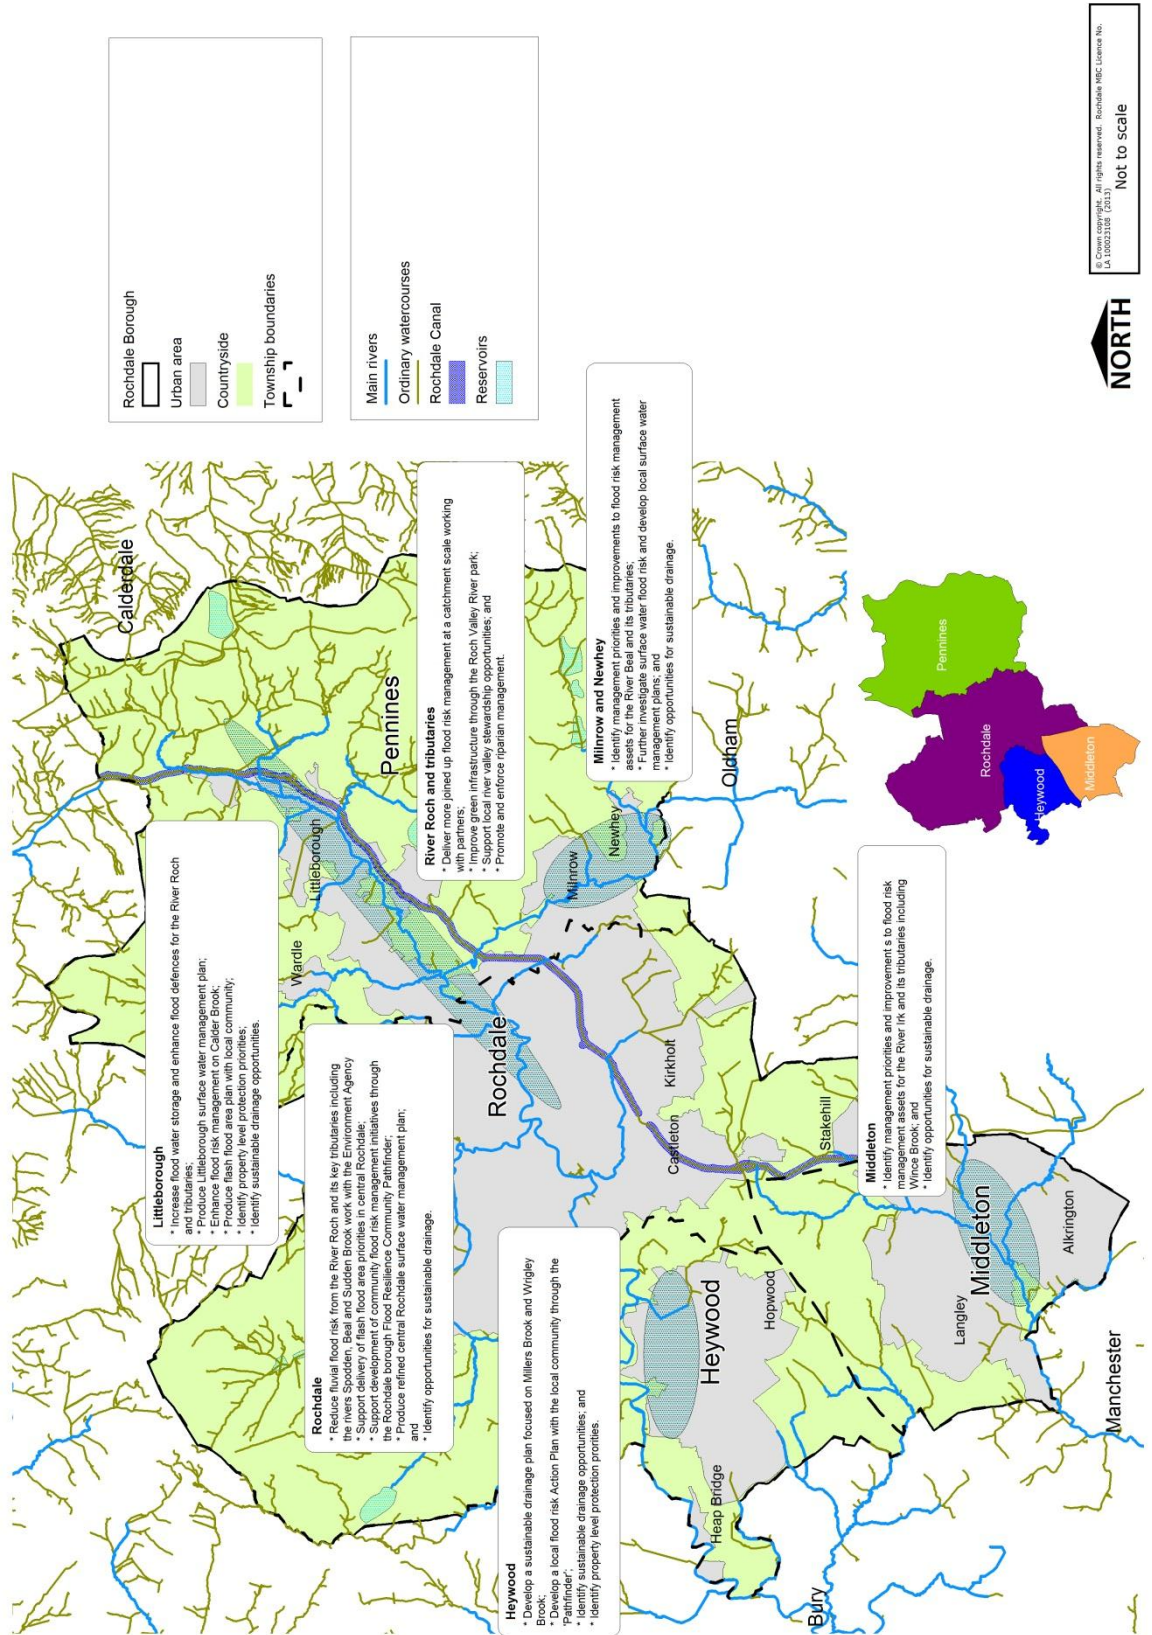 Rochdale Borough
Urban area
Countryside
Township boundaries
Main rivers
Ordinary watercourses
Rochdale Canal
Reservoirs
Calderdale
Pennines
Littleborough
Wardle
Rochdale
Milnrow
Newhey
Kirkholt
Castleton
Stakehill
Oldham
Heywood
Hopwood
Heap Bridge
Bury
Middleton
Langley
Alkrington
Manchester
Littleborough
* Increase flood water storage and enhance flood defences for the River Roch
and tributaries;
* Produce Littleborough surface water management plan;
* Enhance flood risk management on Calder Brook;
* Produce flash flood area plan with local community;
* Identify property level protection priorities;
* Identify sustainable drainage opportunities.
Rochdale
* Reduce fluvial flood risk from the River Roch and its key tributaries including
the rivers Spodden, Beal and Sudden Brook work with the Environment Agency
* Support delivery of flash flood area priorities in central Rochdale;
* Support development of community flood risk management initiatives through
the Rochdale borough Flood Resilience Community Pathfinder;
* Produce refined central Rochdale surface water management plan;
and
* Identify opportunities for sustainable drainage.
Heywood
* Develop a sustainable drainage plan focused on Millers Brook and Wrigley
Brook;
* Develop a local flood risk Action Plan with the local community through the
'Pathfinder';
* Identify sustainable drainage opportunities; and
* Identify property level protection prorities.
River Roch and tributaries
* Deliver more joined up flood risk management at a catchment scale working
with partners;
* Improve green infrastructure through the Roch Valley River park;
* Support local river valley stewardship opportunities; and
* Promote and enforce riparian management.
Milnrow and Newhey
* Identify management priorities and improvements to flood risk management
assets for the River Beal and its tributaries;
* Further investigate surface water flood risk and develop local surface water
management plans; and
* Identify opportunities for sustainable drainage.
Middleton
* Identify management priorities and improvement s to flood risk
management assets for the River Irk and its tributaries including
Wince Brook; and
* Identify opportunities for sustainable drainage.
Pennines
Rochdale
Heywood
Middleton
NORTH
© Crown copyright. All rights reserved. Rochdale MBC Licence No.
LA 100023108 (2013)
Not to scale